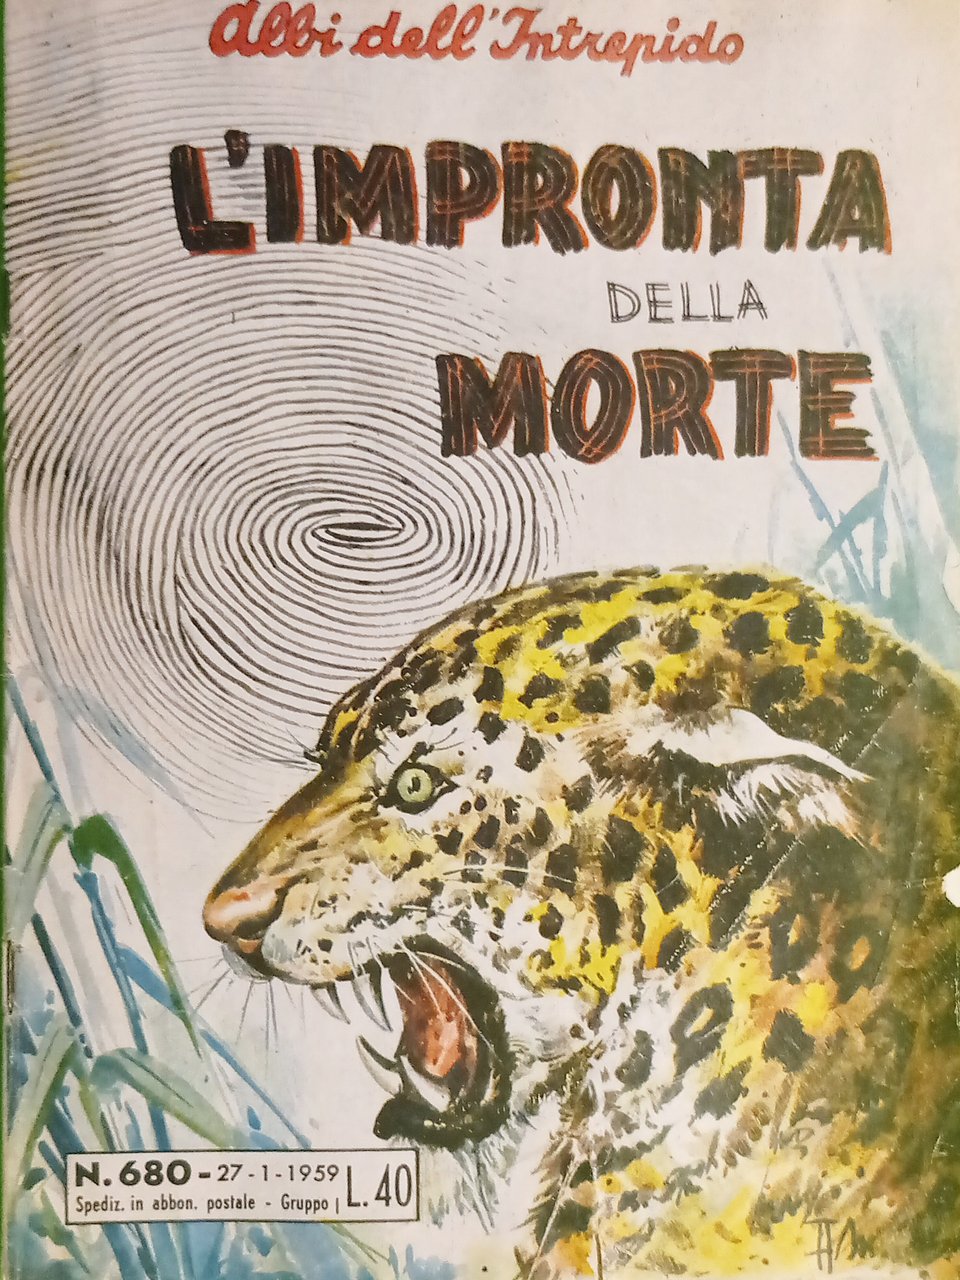 Albi dell'Intrepido
L'IMPRONTA
DELLA
MORTE
N. 680 - 27 - 1 - 1959
Spediz. in abbon. postale - Gruppo I
L. 40